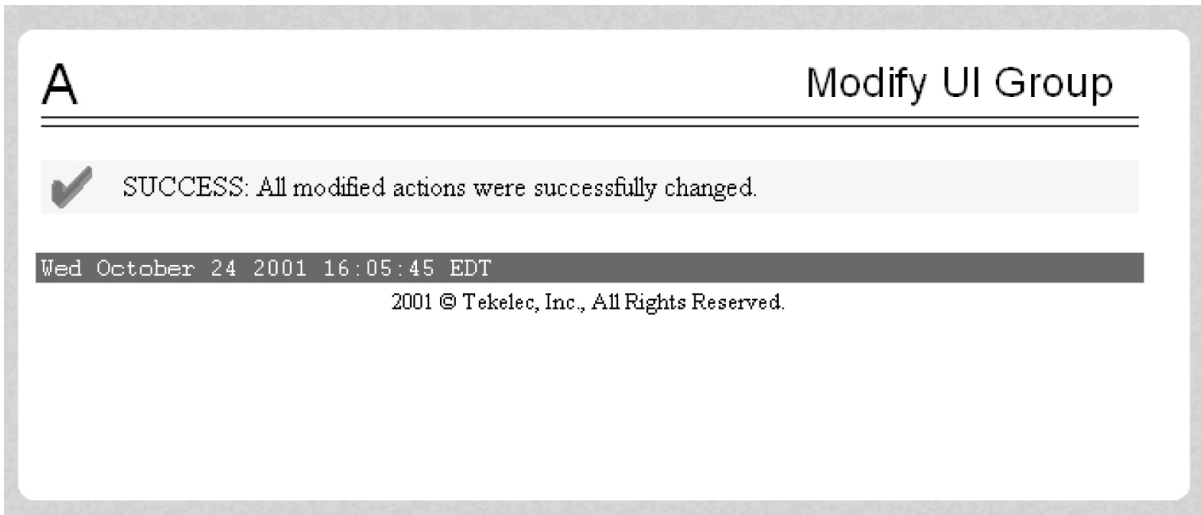 A
Modify UI Group
SUCCESS: All modified actions were successfully changed.
Wed October 24 2001 16:05:45 EDT
2001 © Tekelec, Inc., All Rights Reserved.